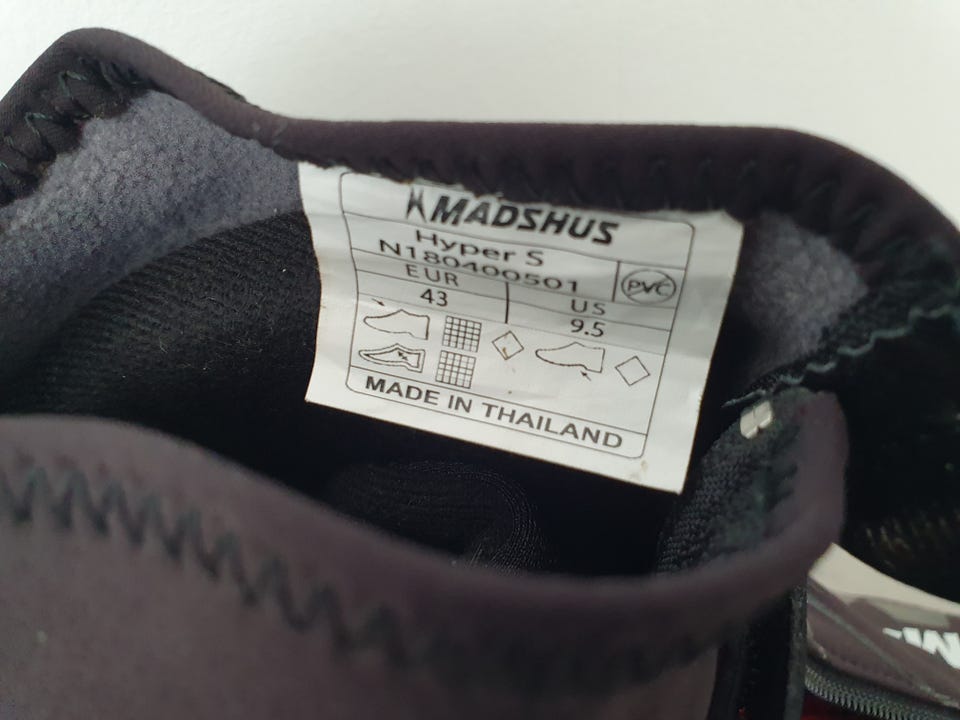 MADSHUS
Hyper S
N180400501
PVC
EUR US
43 9.5
MADE IN THAILAND